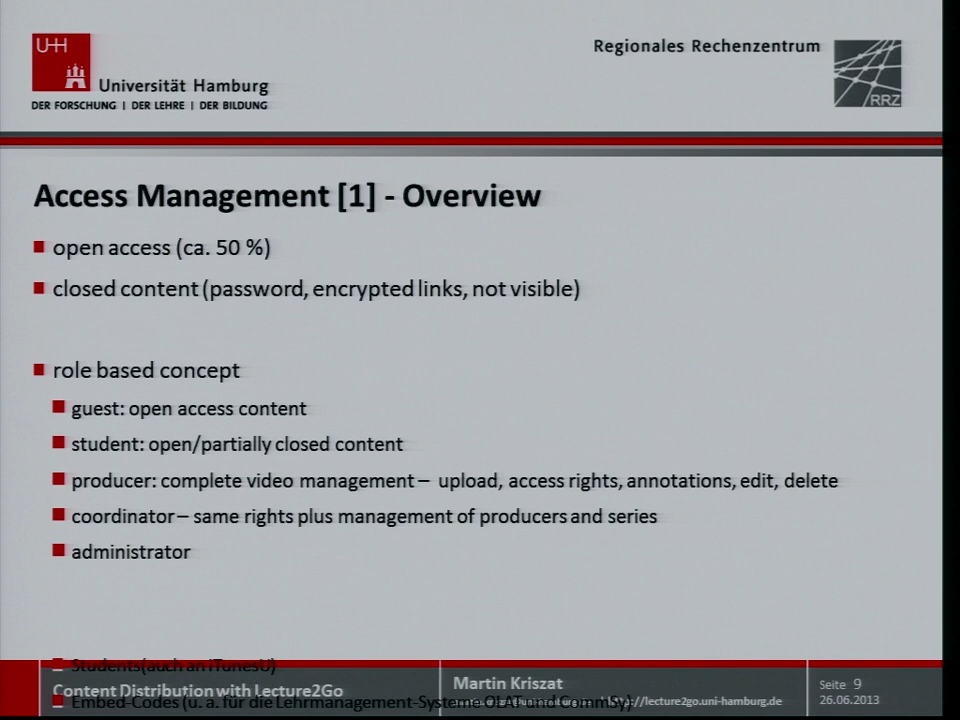 UH
Universität Hamburg
DER FORSCHUNG | DER LEHRE | DER BILDUNG
Regionales Rechenzentrum
RRZ
Access Management [1] - Overview
open access (ca. 50 %)
closed content (password, encrypted links, not visible)
role based concept
guest: open access content
student: open/partially closed content
producer: complete video management – upload, access rights, annotations, edit, delete
coordinator – same rights plus management of producers and series
administrator
Students(auch an iTunesU)
Content Distribution with Lecture2Go
Embed-Codes (u. a. für die Lehrmanagement-Systeme OLAT und CommSy)
Martin Kriszat
//lecture2go.uni-hamburg.de
Seite 9
26.06.2013